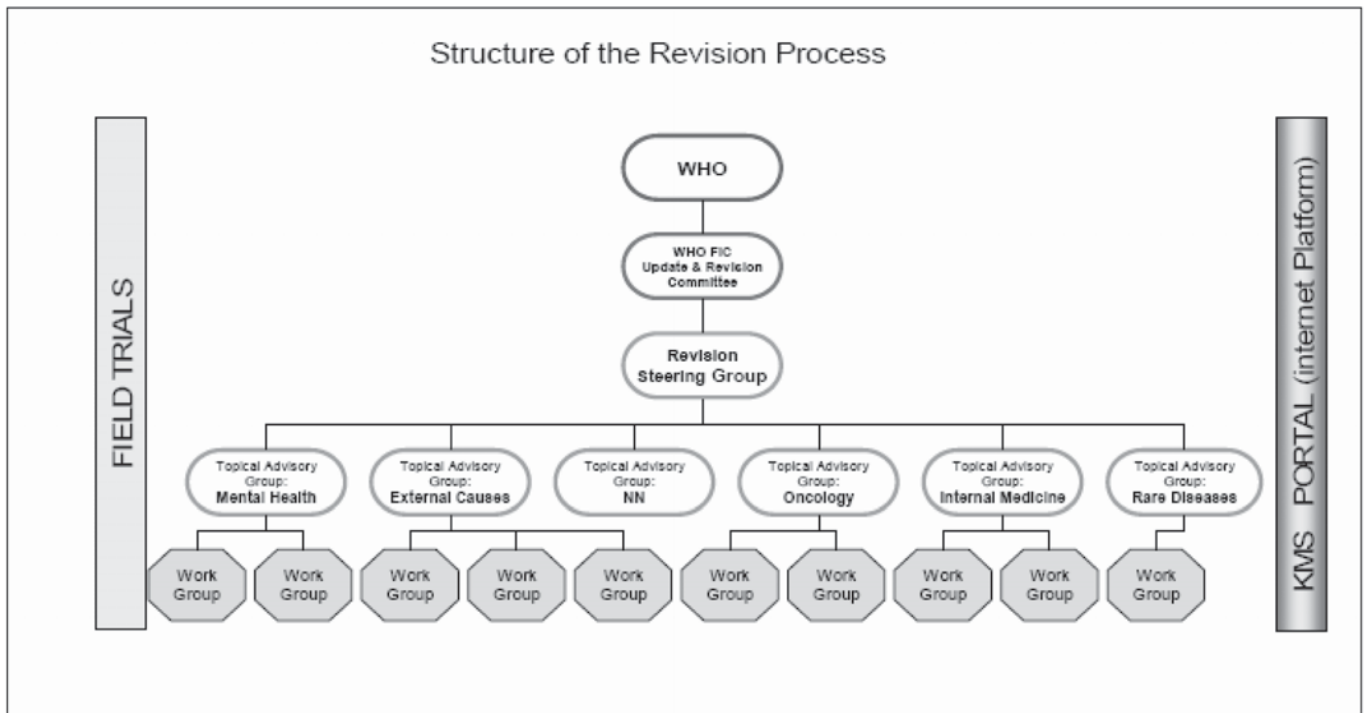 Structure of the Revision Process
FIELD TRIALS
WHO
WHO FIC
Update & Revision
Committee
Revision
Steering Group
Topical Advisory
Group:
Mental Health
Topical Advisory
Group:
External Causes
Topical Advisory
Group:
NN
Topical Advisory
Group:
Oncology
Topical Advisory
Group:
Internal Medicine
Topical Advisory
Group:
Rare Diseases
Work
Group
Work
Group
Work
Group
Work
Group
Work
Group
Work
Group
Work
Group
Work
Group
Work
Group
Work
Group
KMS PORTAL (internet Platform)